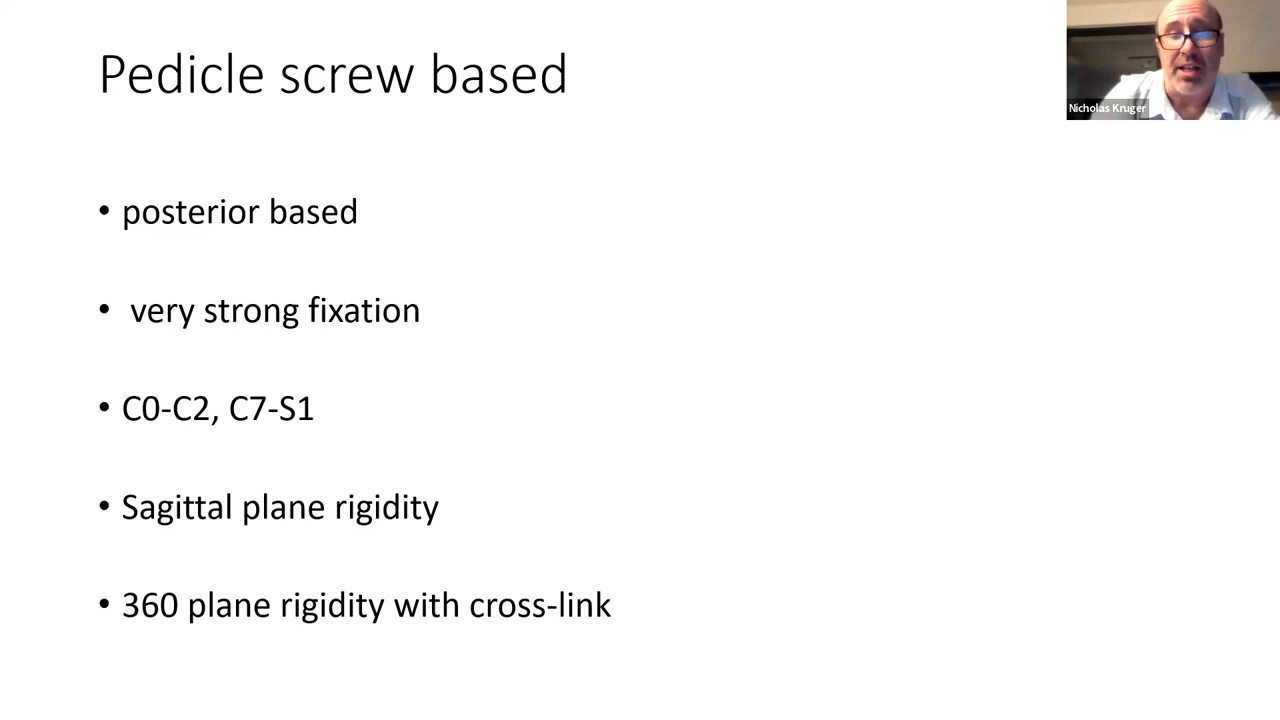 Pedicle screw based
Nicholas Kruger
• posterior based
• very strong fixation
• C0-C2, C7-S1
• Sagittal plane rigidity
• 360 plane rigidity with cross-link